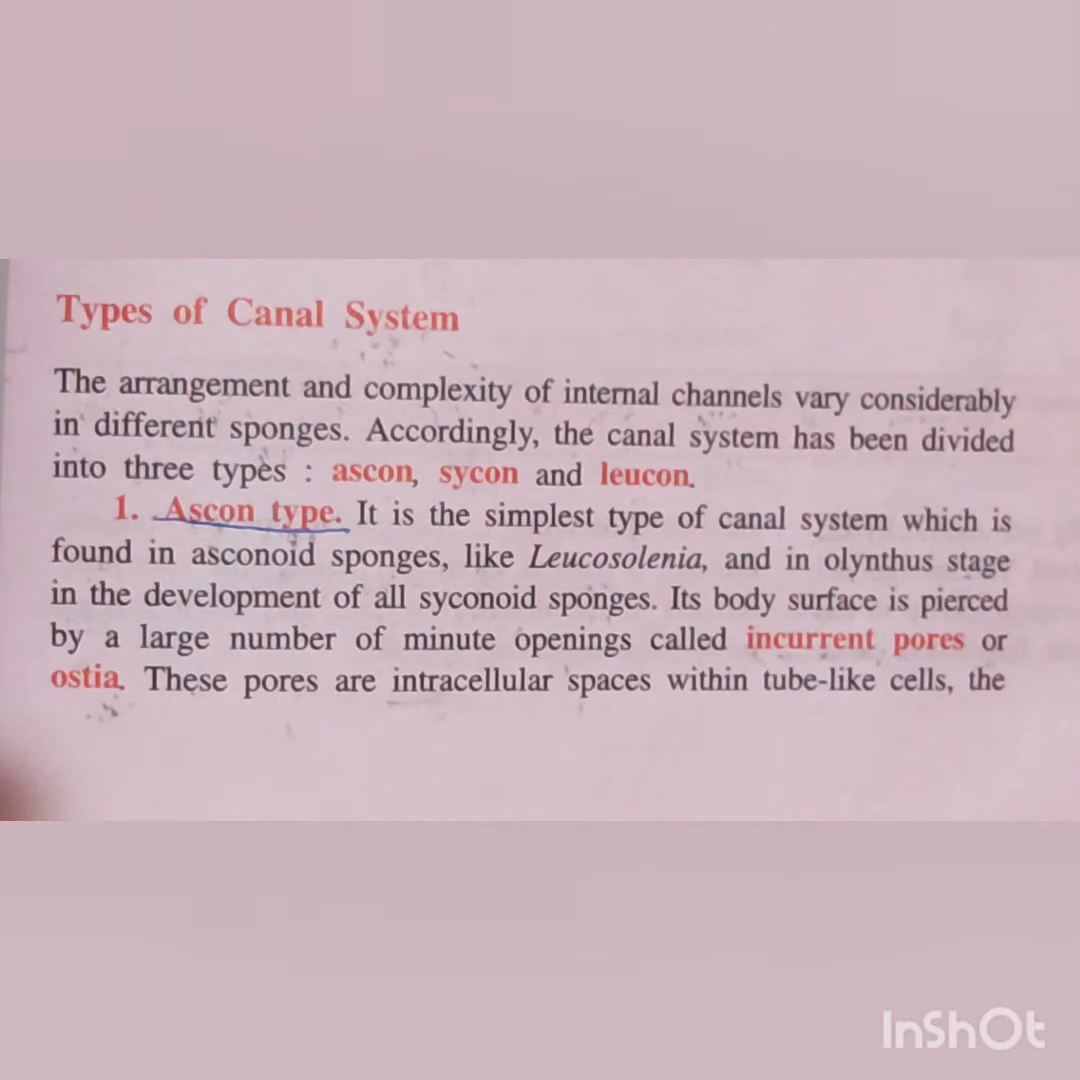 Types of Canal System
The arrangement and complexity of internal channels vary considerably
in different sponges. Accordingly, the canal system has been divided
into three types : ascon, sycon and leucon.
1. Ascon type. It is the simplest type of canal system which is
found in asconoid sponges, like Leucosolenia, and in olynthus stage
in the development of all syconoid sponges. Its body surface is pierced
by a large number of minute openings called incurrent pores or
ostia. These pores are intracellular spaces within tube-like cells, the
InShOt